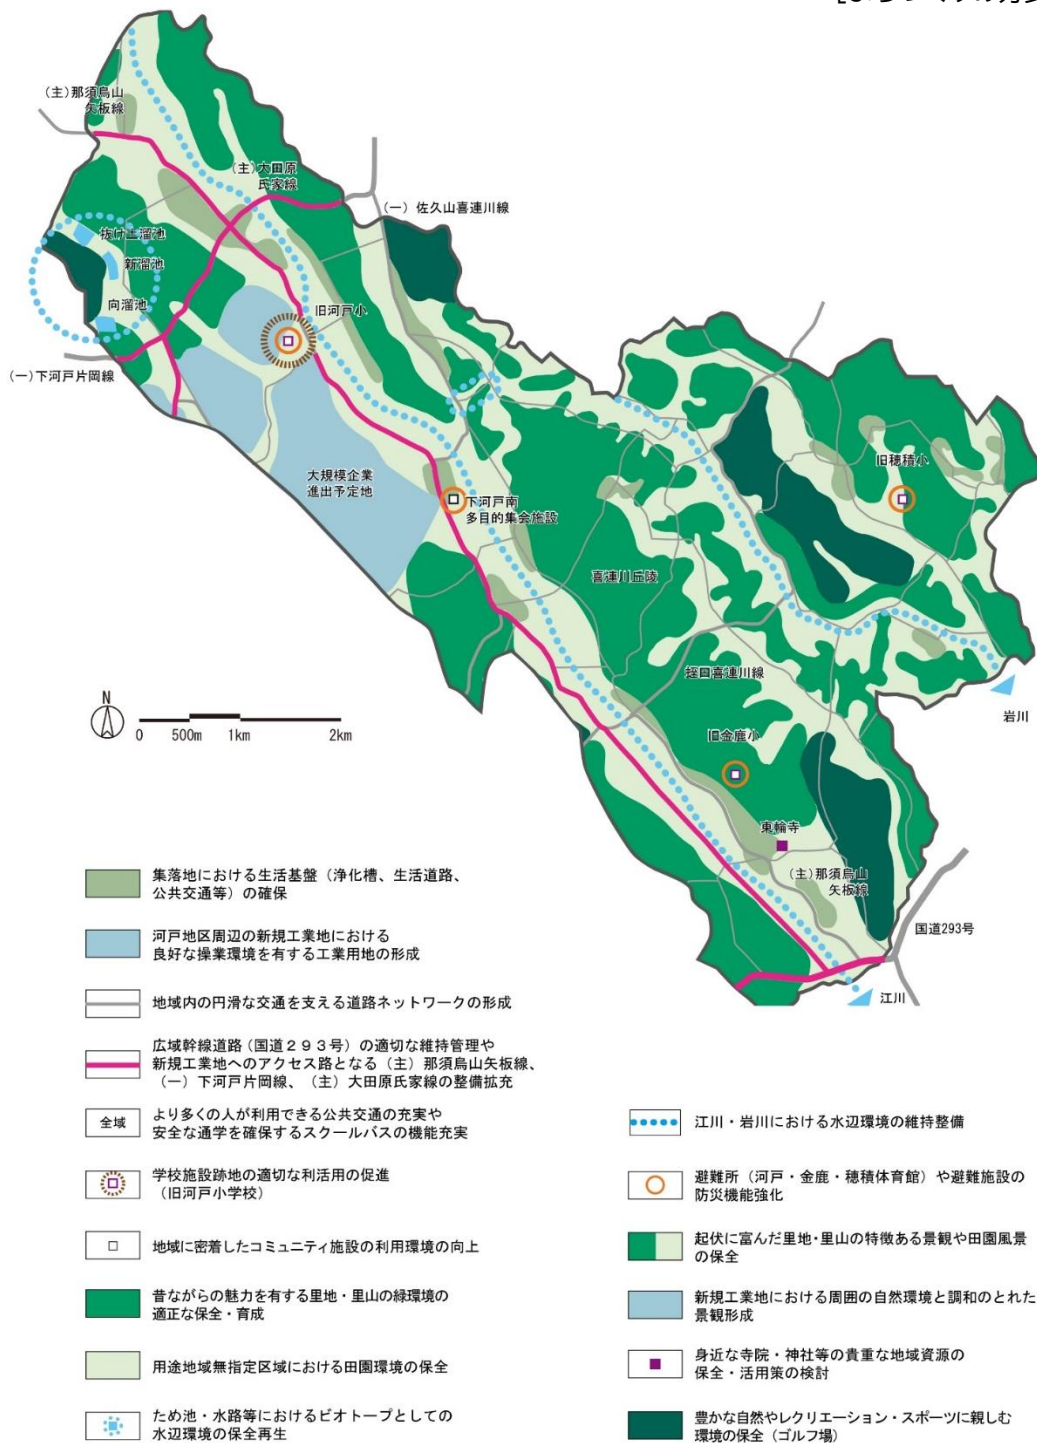 (主)那須烏山
矢板線
(主)大田原
氏家線
(一) 佐久山喜連川線
抜け土溜池
新溜池
向溜池
旧河戸小
(一)下河戸片岡線
大規模企業
進出予定地
下河戸南
多目的集会施設
旧穂積小
喜連川丘陵
蛭田喜連川線
岩川
旧金鹿小
東輪寺
(主)那須烏山
矢板線
国道293号
江川
N
0 500m 1km 2km
集落地における生活基盤（浄化槽、生活道路、
公共交通等）の確保
河戸地区周辺の新規工業地における
良好な操業環境を有する工業用地の形成
地域内の円滑な交通を支える道路ネットワークの形成
広域幹線道路（国道２９３号）の適切な維持管理や
新規工業地へのアクセス路となる（主）那須烏山矢板線、
（一）下河戸片岡線、（主）大田原氏家線の整備拡充
全域
より多くの人が利用できる公共交通の充実や
安全な通学を確保するスクールバスの機能充実
学校施設跡地の適切な利活用の促進
（旧河戸小学校）
地域に密着したコミュニティ施設の利用環境の向上
昔ながらの魅力を有する里地・里山の緑環境の
適正な保全・育成
用途地域無指定区域における田園環境の保全
ため池・水路等におけるビオトープとしての
水辺環境の保全再生
江川・岩川における水辺環境の維持整備
避難所（河戸・金鹿・穂積体育館）や避難施設の
防災機能強化
起伏に富んだ里地・里山の特徴ある景観や田園風景
の保全
新規工業地における周囲の自然環境と調和のとれた
景観形成
身近な寺院・神社等の貴重な地域資源の
保全・活用策の検討
豊かな自然やレクリエーション・スポーツに親しむ
環境の保全（ゴルフ場）